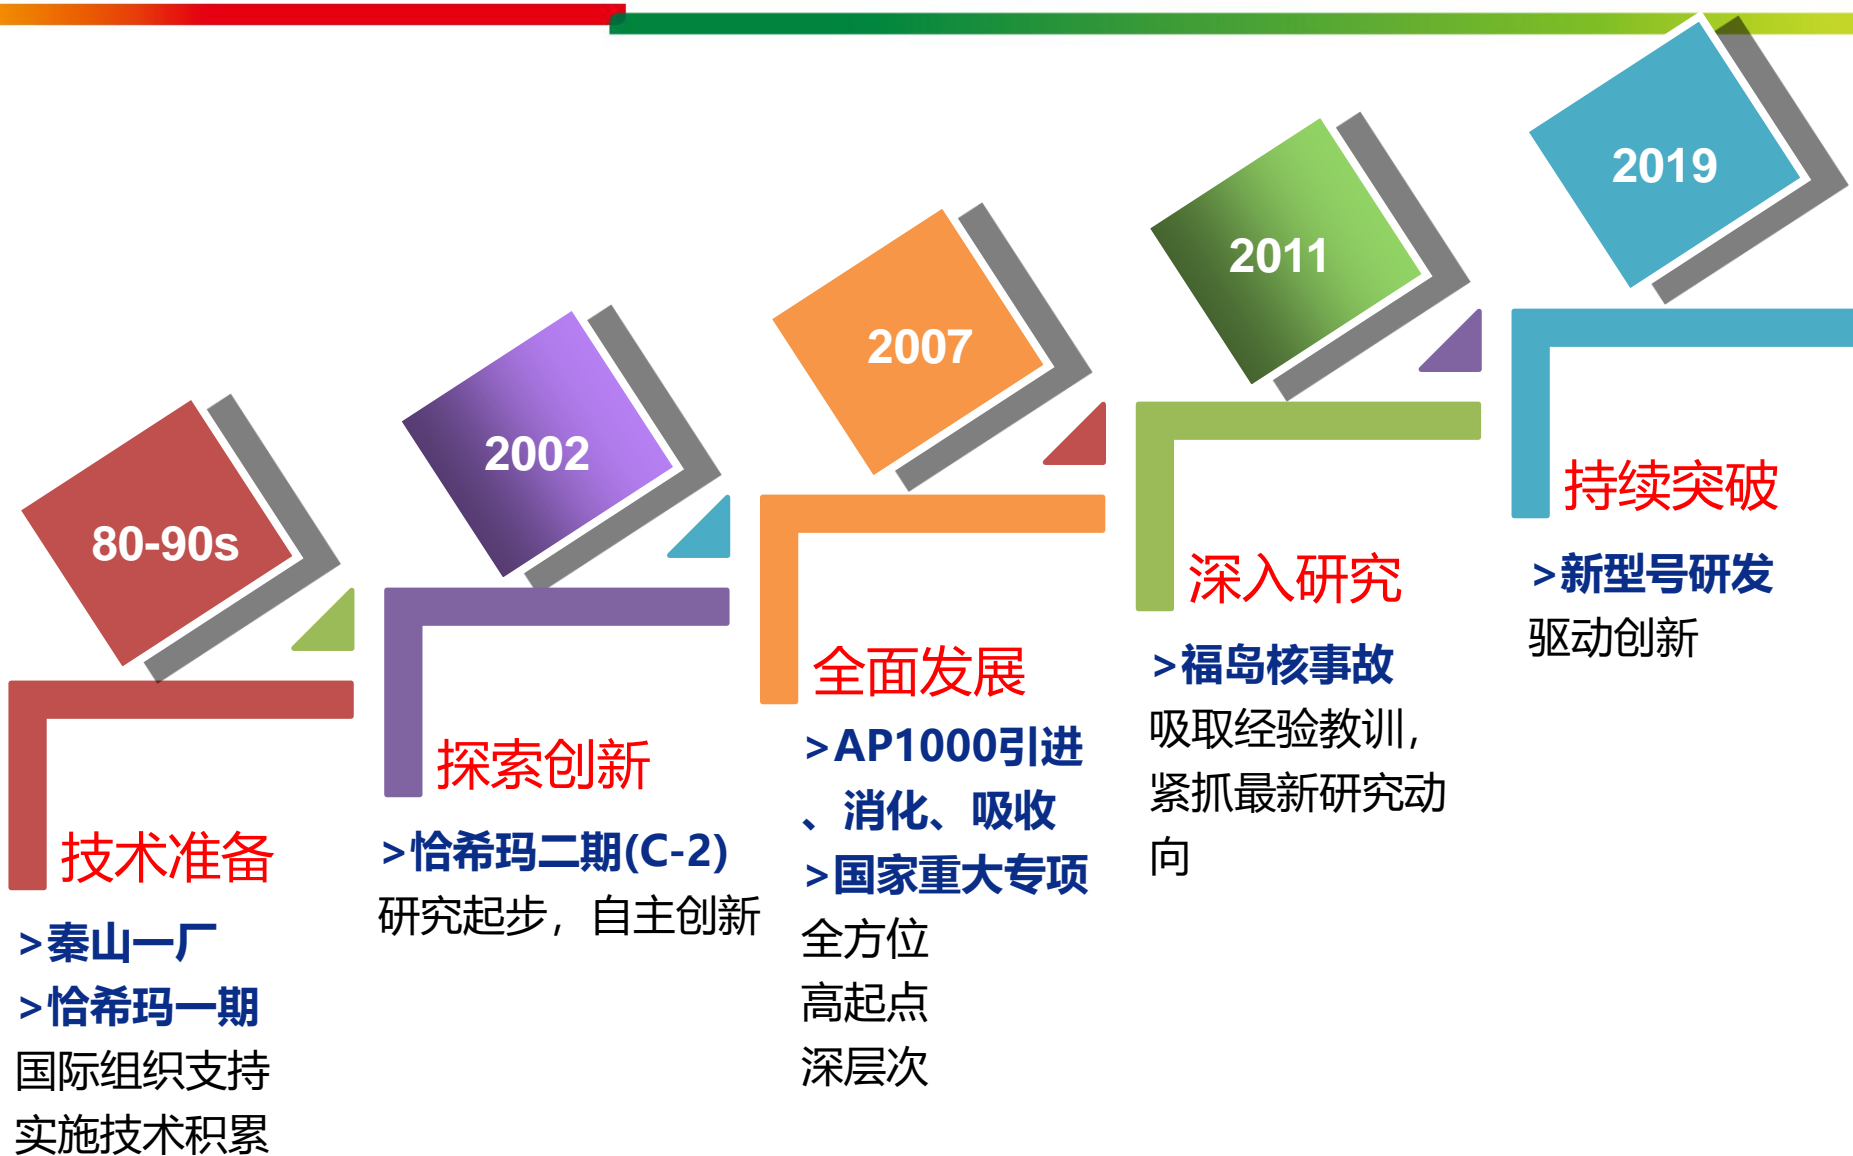 80-90s
技术准备
>秦山一厂
>恰希玛一期
国际组织支持
实施技术积累
2002
探索创新
>恰希玛二期(C-2)
研究起步，自主创新
2007
全面发展
>AP1000引进
、消化、吸收
>国家重大专项
全方位
高起点
深层次
2011
深入研究
>福岛核事故
吸取经验教训，
紧抓最新研究动
向
2019
持续突破
>新型号研发
驱动创新